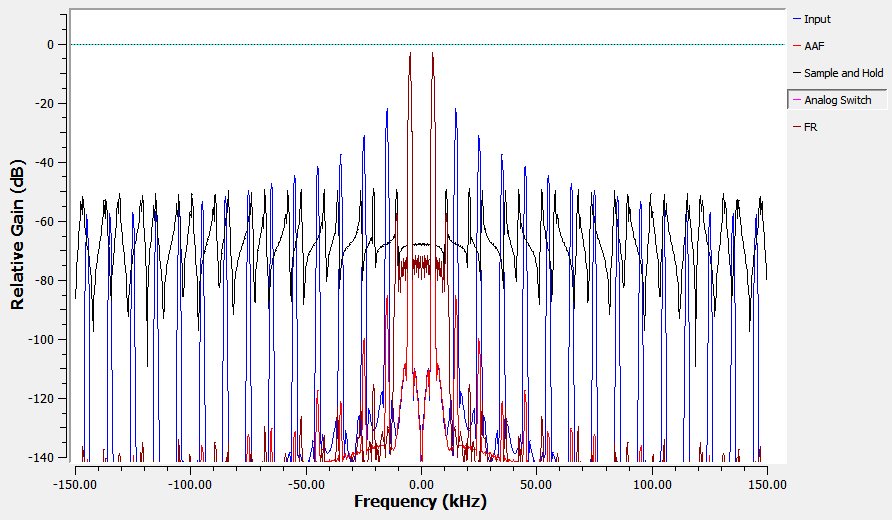 Input
AAF
Sample and Hold
Analog Switch
FR
Relative Gain (dB)
0
-20
-40
-60
-80
-100
-120
-140
-150.00 -100.00 -50.00 0.00 50.00 100.00 150.00
Frequency (kHz)